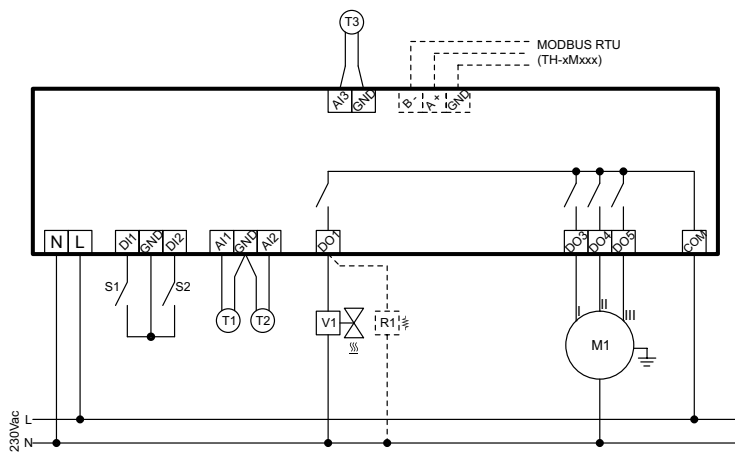 T3
MODBUS RTU
(TH-xMxxx)
AI3 GND B - A + GND
N L DI1 GND DI2 AI1 GND AI2 DO1 DO3 DO4 DO5 COM
S1 S2
T1 T2 V1 R1
I II III
M1
230Vac
L
N